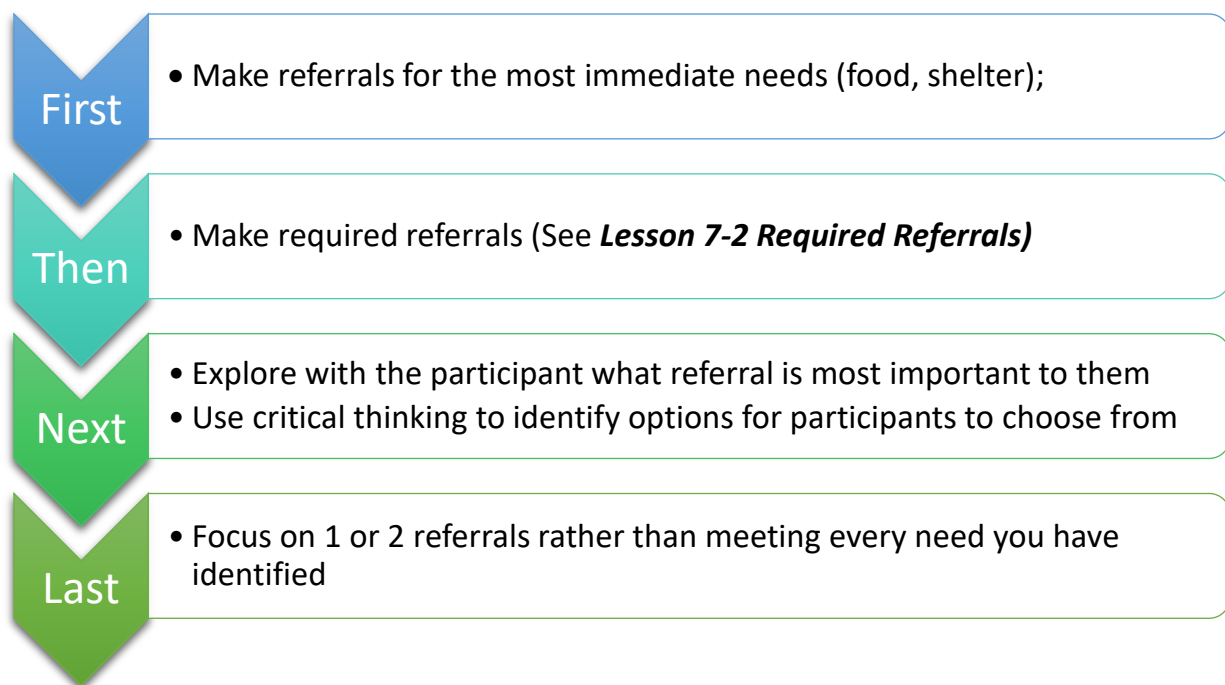 First
• Make referrals for the most immediate needs (food, shelter);
Then
• Make required referrals (See Lesson 7-2 Required Referrals)
Next
• Explore with the participant what referral is most important to them
• Use critical thinking to identify options for participants to choose from
Last
• Focus on 1 or 2 referrals rather than meeting every need you have
identified